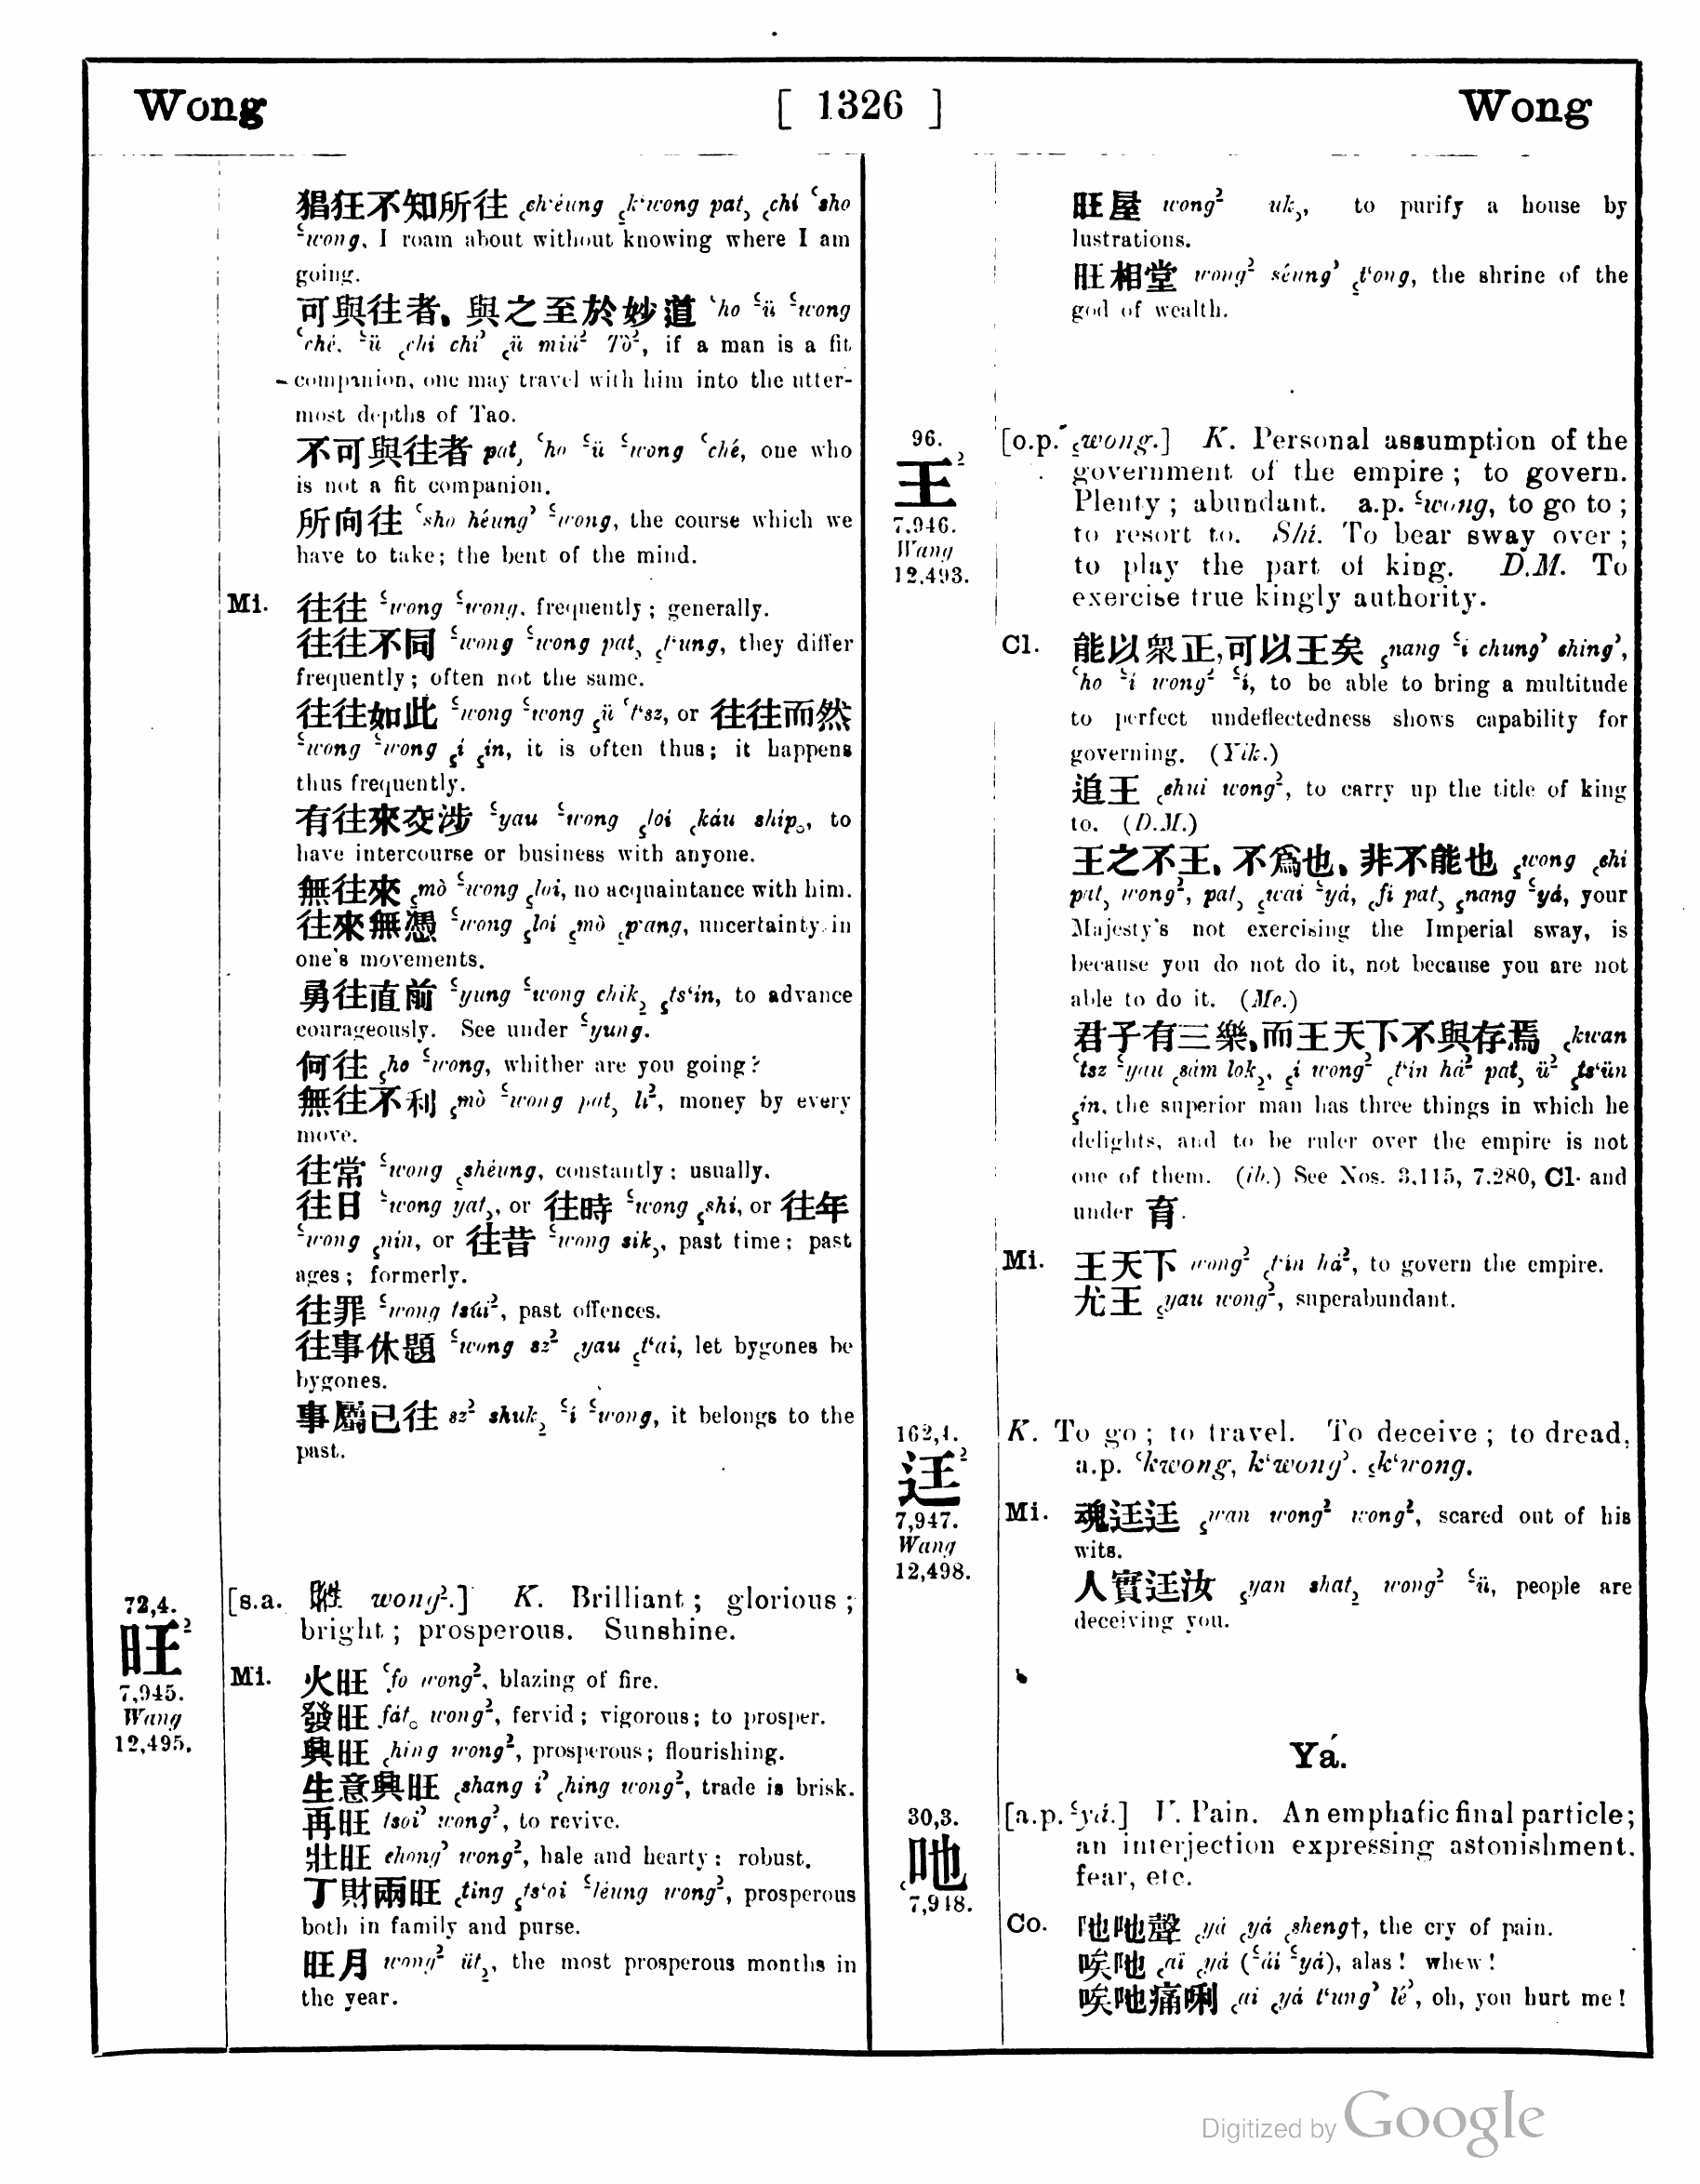 Wong [ 1326 ] Wong
猖狂不知所往 ꜀ch‘éung ꜁k‘wong pat꜆ ꜀chí ꜂sho
꜃wong, I roam about without knowing where I am
going.
可與往者，與之至於妙道 ꜂ho ꜃ü ꜃wong
꜂ché, ꜃ü ꜀chí chí꜄ ꜀ü miú² Tò², if a man is a fit
companion, one may travel with him into the utter-
most depths of Tao.
不可與往者 pat꜆ ꜂ho ꜃ü ꜃wong ꜂ché, one who
is not a fit companion.
所向往 ꜂sho héung꜄ ꜃wong, the course which we
have to take; the bent of the mind.
Mi. 往往 ꜃wong ꜃wong, frequently; generally.
往往不同 ꜃wong ꜃wong pat꜆ ꜁t‘ung, they differ
frequently; often not the same.
往往如此 ꜃wong ꜃wong ꜁ü ꜂t‘sz, or 往往而然
꜃wong ꜃wong ꜁í ꜁ín, it is often thus; it happens
thus frequently.
有往來交涉 ꜃yau ꜃wong ꜁loi ꜀káu shíp꜀, to
have intercourse or business with anyone.
無往來 ꜁mò ꜃wong ꜁loi, no acquaintance with him.
往來無憑 ꜃wong ꜁loi ꜁mò ꜁p‘ang, uncertainty in
one's movements.
勇往直前 ꜃yung ꜃wong chik꜇ ꜁ts‘ín, to advance
courageously. See under ꜃yung.
何往 ꜁ho ꜃wong, whither are you going?
無往不利 ꜁mò ꜃wong pat꜆ lí², money by every
move.
往常 ꜃wong ꜁shéung, constantly; usually.
往日 ꜃wong yat꜇, or 往時 ꜃wong ꜁shí, or 往年
꜃wong ꜁nín, or 往昔 ꜃wong sik꜆, past time; past
ages; formerly.
往罪 ꜃wong tsúi², past offences.
往事休題 ꜃wong sz² ꜀yau ꜁t‘ai, let bygones be
bygones.
事屬已往 sz² shuk꜇ ꜃í ꜃wong, it belongs to the
past.
72,4.
旺²
7,945.
Wang
12,495.
[s.a. wong².] K. Brilliant; glorious;
bright; prosperous. Sunshine.
Mi. 火旺 ꜂fo wong², blazing of fire.
發旺 fát꜀ wong², fervid; vigorous; to prosper.
興旺 ꜀hing wong², prosperous; flourishing.
生意興旺 ꜀shang í꜄ ꜀hing wong², trade is brisk.
再旺 tsoi꜄ wong², to revive.
壯旺 chong꜄ wong², hale and hearty: robust.
丁財兩旺 ꜀ting ꜁ts‘oi ꜃léung wong², prosperous
both in family and purse.
旺月 wong² üt꜇, the most prosperous months in
the year.
旺屋 wong² uk꜆, to purify a house by
lustrations.
旺相堂 wong² séung꜄ ꜁t‘ong, the shrine of the
god of wealth.
96.
王²
7,946.
Wang
12,493.
[o.p. ꜁wong.] K. Personal assumption of the
government of the empire; to govern.
Plenty; abundant. a.p. ꜃wong, to go to;
to resort to. Shí. To bear sway over;
to play the part of king. D.M. To
exercise true kingly authority.
Cl. 能以衆正，可以王矣 ꜁nang ꜃í chung꜄ ching꜄,
꜂ho ꜃í wong² ꜃í, to be able to bring a multitude
to perfect undeflectedness shows capability for
governing. (Yik.)
追王 ꜀chui wong², to carry up the title of king
to. (D.M.)
王之不王，不爲也，非不能也 ꜁wong ꜀chí
pat꜆ wong², pat꜆ ꜁wai ꜃yá, ꜀fí pat꜆ ꜁nang ꜃yá, your
Majesty's not exercising the Imperial sway, is
because you do not do it, not because you are not
able to do it. (Me.)
君子有三樂，而王天下不與存焉 ꜀kwan
꜂tsz ꜃yau ꜀sám lok꜇, ꜁í wong² ꜀t‘ín há² pat꜆ ü² ꜁ts‘ün
꜁ín, the superior man has three things in which he
delights, and to be ruler over the empire is not
one of them. (ib.) See Nos. 3,115, 7,280, Cl. and
under 育.
Mi. 王天下 wong² ꜀t‘ín há², to govern the empire.
尤王 ꜁yau wong², superabundant.
162,4.
迋²
7,947.
Wang
12,498.
K. To go; to travel. To deceive; to dread,
a.p. ꜂kwong, k‘wong꜄. ꜁k‘wong.
Mi. 魂迋迋 ꜁wan wong² wong², scared out of his
wits.
人實迋汝 ꜁yan shat꜇ wong² ꜃ü, people are
deceiving you.
Yá.
30,3.
꜀吔
7,948.
[a.p. ꜃yá.] V. Pain. An emphatic final particle;
an interjection expressing astonishment,
fear, etc.
Co. 吔吔聲 ꜀yá ꜀yá ꜀sheng†, the cry of pain.
唉吔 ꜀aí ꜀yá (꜃ái ꜃yá), alas! whew!
唉吔痛唎 ꜀ai ꜀yá t‘ung꜄ lé꜄, oh, you hurt me!
Digitized by Google